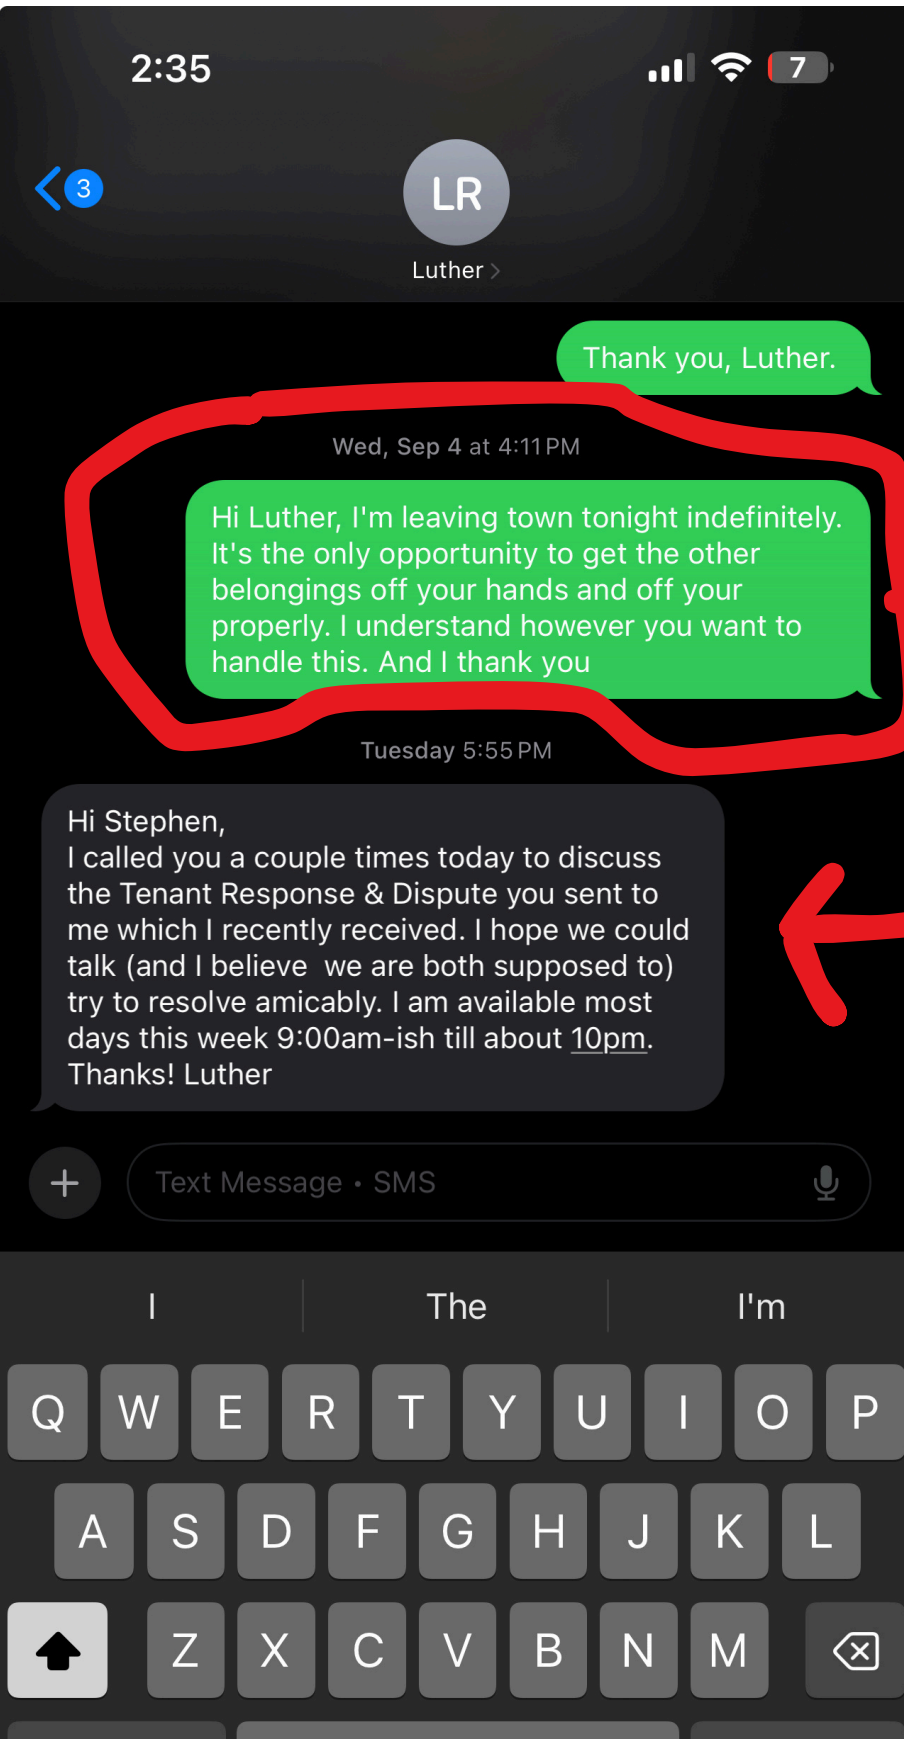 2:35
7
3
LR
Luther
Thank you, Luther.
Wed, Sep 4 at 4:11 PM
Hi Luther, I'm leaving town tonight indefinitely.
It's the only opportunity to get the other
belongings off your hands and off your
properly. I understand however you want to
handle this. And I thank you
Tuesday 5:55 PM
Hi Stephen,
I called you a couple times today to discuss
the Tenant Response & Dispute you sent to
me which I recently received. I hope we could
talk (and I believe  we are both supposed to)
try to resolve amicably. I am available most
days this week 9:00am-ish till about 10pm.
Thanks! Luther
Text Message • SMS
I The I'm
Q W E R T Y U I O P
A S D F G H J K L
Z X C V B N M